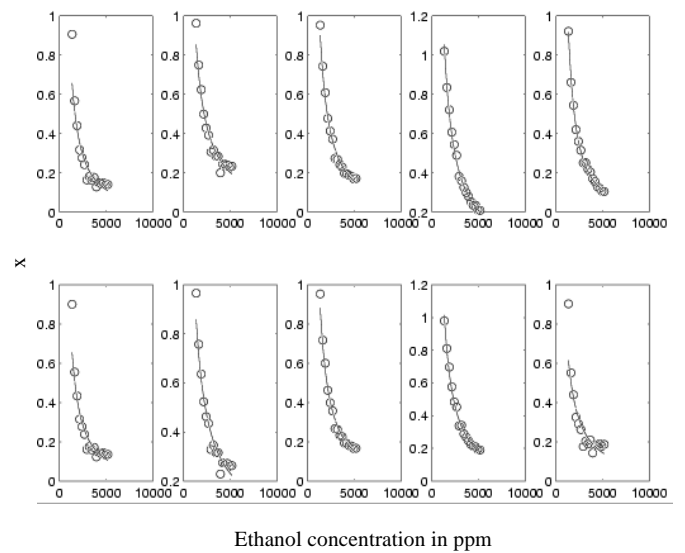 1 1 1 1.2 1
0.8 0.8 0.8 1 0.8
0.6 0.6 0.6 0.8 0.6
0.4 0.4 0.4 0.6 0.4
0.2 0.2 0.2 0.4 0.2
0 0 0 0.2 0
0 5000 10000 0 5000 10000 0 5000 10000 0 5000 10000 0 5000 10000
x
1 1 1 1.2 1
0.8 0.8 0.8 1 0.8
0.6 0.6 0.6 0.8 0.6
0.4 0.4 0.4 0.6 0.4
0.2 0.2 0.4 0.2
0.2
0 0.2 0 0 0
0 5000 10000 0 5000 10000 0 5000 10000 0 5000 10000 0 5000 10000
Ethanol concentration in ppm